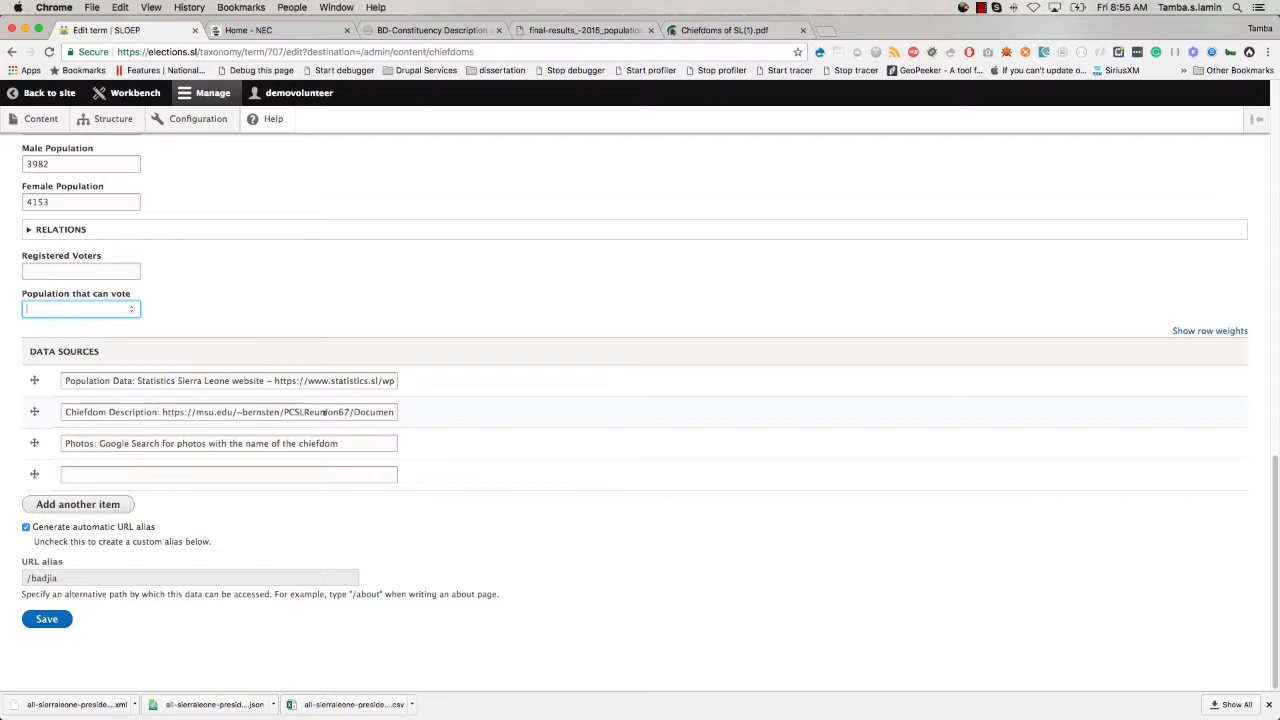 Chrome File Edit View History Bookmarks People Window Help
Fri 8:55 AM Tamba.s.lamin
Edit term | SLOEP
Home - NEC
BD-Constituency Description
final-results_-2015_population
Chiefdoms of SL(1).pdf
Tamba
Secure https://elections.sl/taxonomy/term/707/edit?destination=/admin/content/chiefdoms
Apps Bookmarks Features | National... Debug this page Start debugger Drupal Services dissertation Stop debugger Start profiler Stop profiler Start tracer Stop tracer GeoPeeker - A tool f... If you can't update o... SiriusXM » Other Bookmarks
Back to site Workbench Manage demovolunteer
Content Structure Configuration Help
Male Population
3982
Female Population
4153
RELATIONS
Registered Voters
Population that can vote
Show row weights
DATA SOURCES
Population Data: Statistics Sierra Leone website - https://www.statistics.sl/wp
Chiefdom Description: https://msu.edu/~bernsten/PCSLReunion67/Documen
Photos: Google Search for photos with the name of the chiefdom
Add another item
Generate automatic URL alias
Uncheck this to create a custom alias below.
URL alias
/badjia
Specify an alternative path by which this data can be accessed. For example, type "/about" when writing an about page.
Save
all-sierraleone-preside....xml
all-sierraleone-presid....json
all-sierraleone-preside....csv
Show All